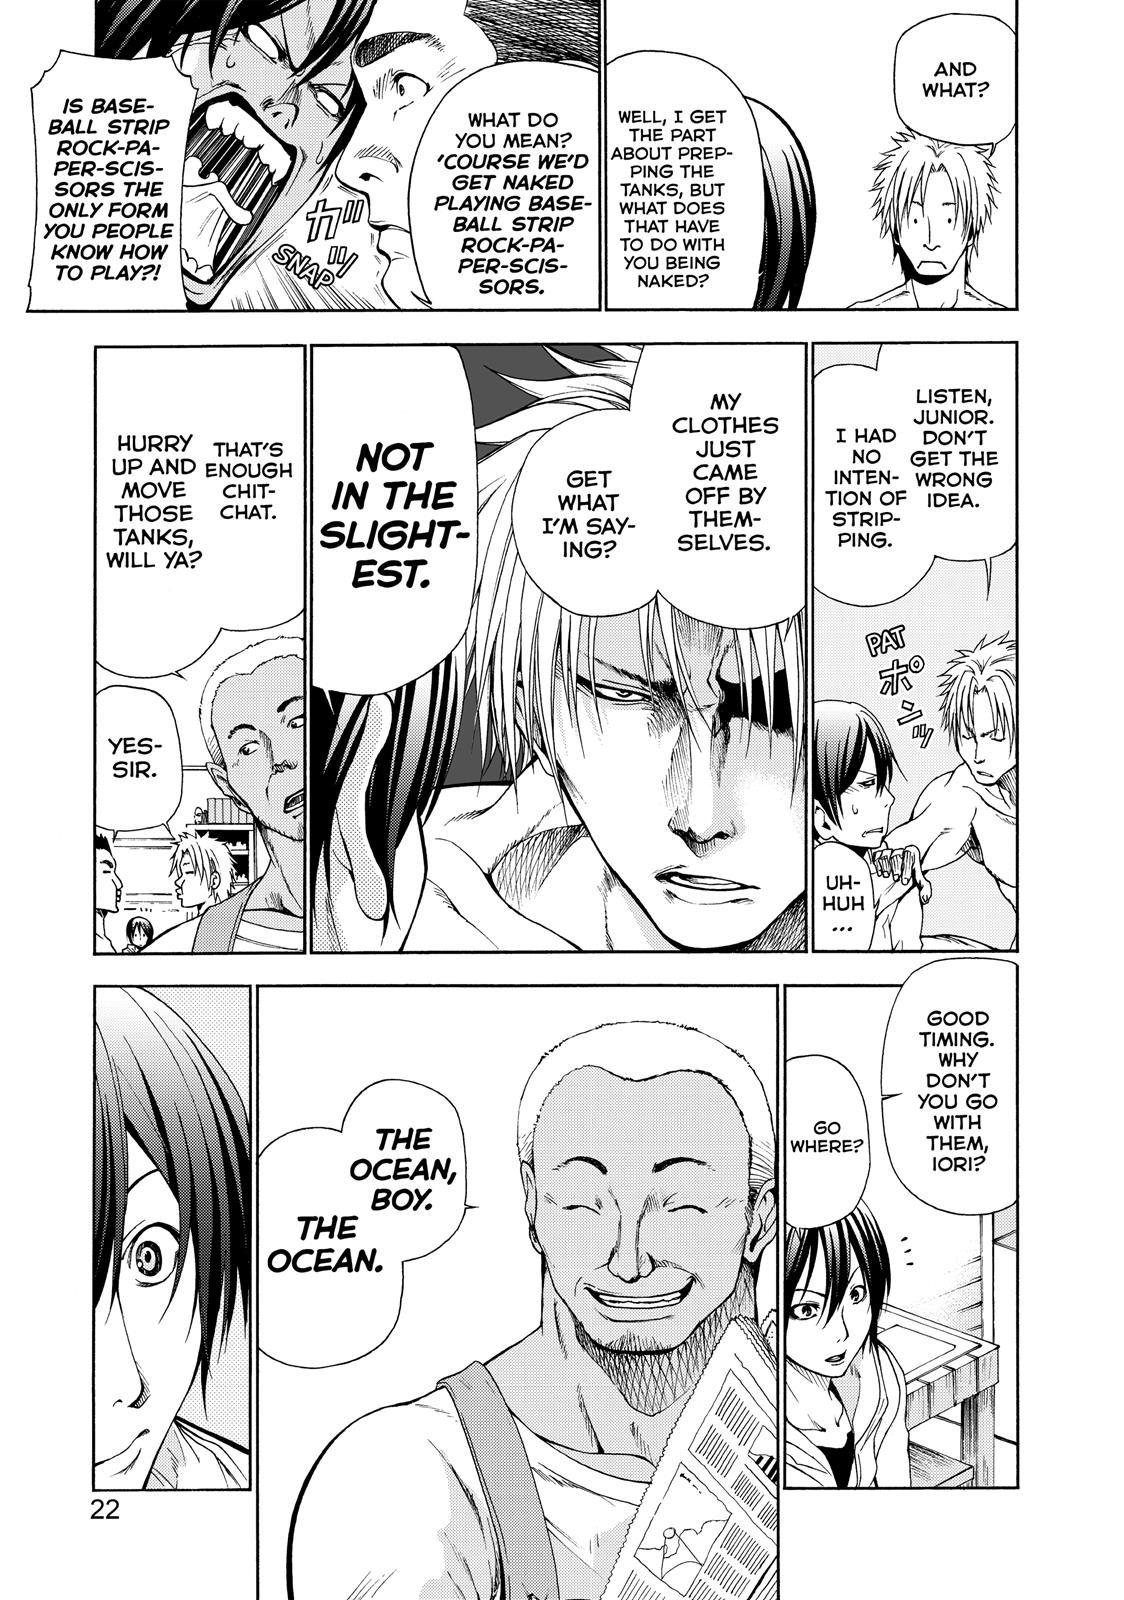 AND
WHAT?
WELL, I GET
THE PART
ABOUT PREP-
PING THE
TANKS, BUT
WHAT DOES
THAT HAVE
TO DO WITH
YOU BEING
NAKED?
WHAT DO
YOU MEAN?
'COURSE WE'D
GET NAKED
PLAYING BASE-
BALL STRIP
ROCK-PA-
PER-SCIS-
SORS.
ガッ
SNAP
IS BASE-
BALL STRIP
ROCK-PA-
PER-SCIS-
SORS THE
ONLY FORM
YOU PEOPLE
KNOW HOW
TO PLAY?!
LISTEN,
JUNIOR.
DON'T
GET THE
WRONG
IDEA.
I HAD
NO
INTEN-
TION OF
STRIP-
PING.
PAT
ポンッ
UH-
HUH
...
MY
CLOTHES
JUST
CAME
OFF BY
THEM-
SELVES.
GET
WHAT
I'M SAY-
ING?
NOT
IN THE
SLIGHT-
EST.
THAT'S
ENOUGH
CHIT-
CHAT.
HURRY
UP AND
MOVE
THOSE
TANKS,
WILL YA?
YES-
SIR.
GOOD
TIMING.
WHY
DON'T
YOU GO
WITH
THEM,
IORI?
GO
WHERE?
THE
OCEAN,
BOY.
THE
OCEAN.
22